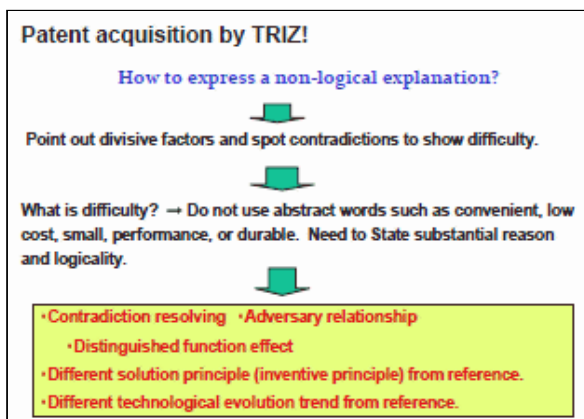 Patent acquisition by TRIZ!
How to express a non-logical explanation?
Point out divisive factors and spot contradictions to show difficulty.
What is difficulty? → Do not use abstract words such as convenient, low
cost, small, performance, or durable. Need to State substantial reason
and logicality.
・Contradiction resolving ・Adversary relationship
・Distinguished function effect
・Different solution principle (inventive principle) from reference.
・Different technological evolution trend from reference.